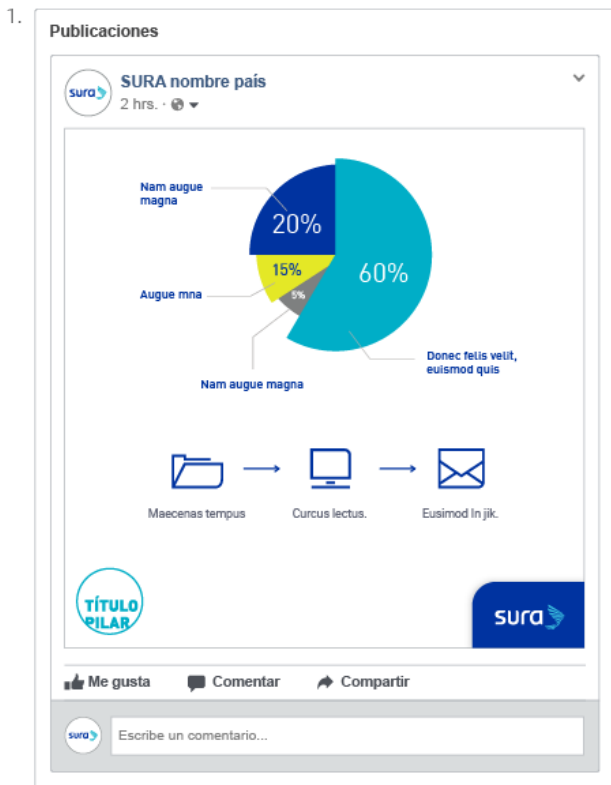 1.
Publicaciones
sura
SURA nombre país
2 hrs. ·
Nam augue
magna
20%
15%
60%
5%
Augue mna
Nam augue magna
Donec felis velit,
euismod quis
Maecenas tempus
Curcus lectus.
Eusimod In jik.
TÍTULO
PILAR
sura
Me gusta
Comentar
Compartir
sura
Escribe un comentario...